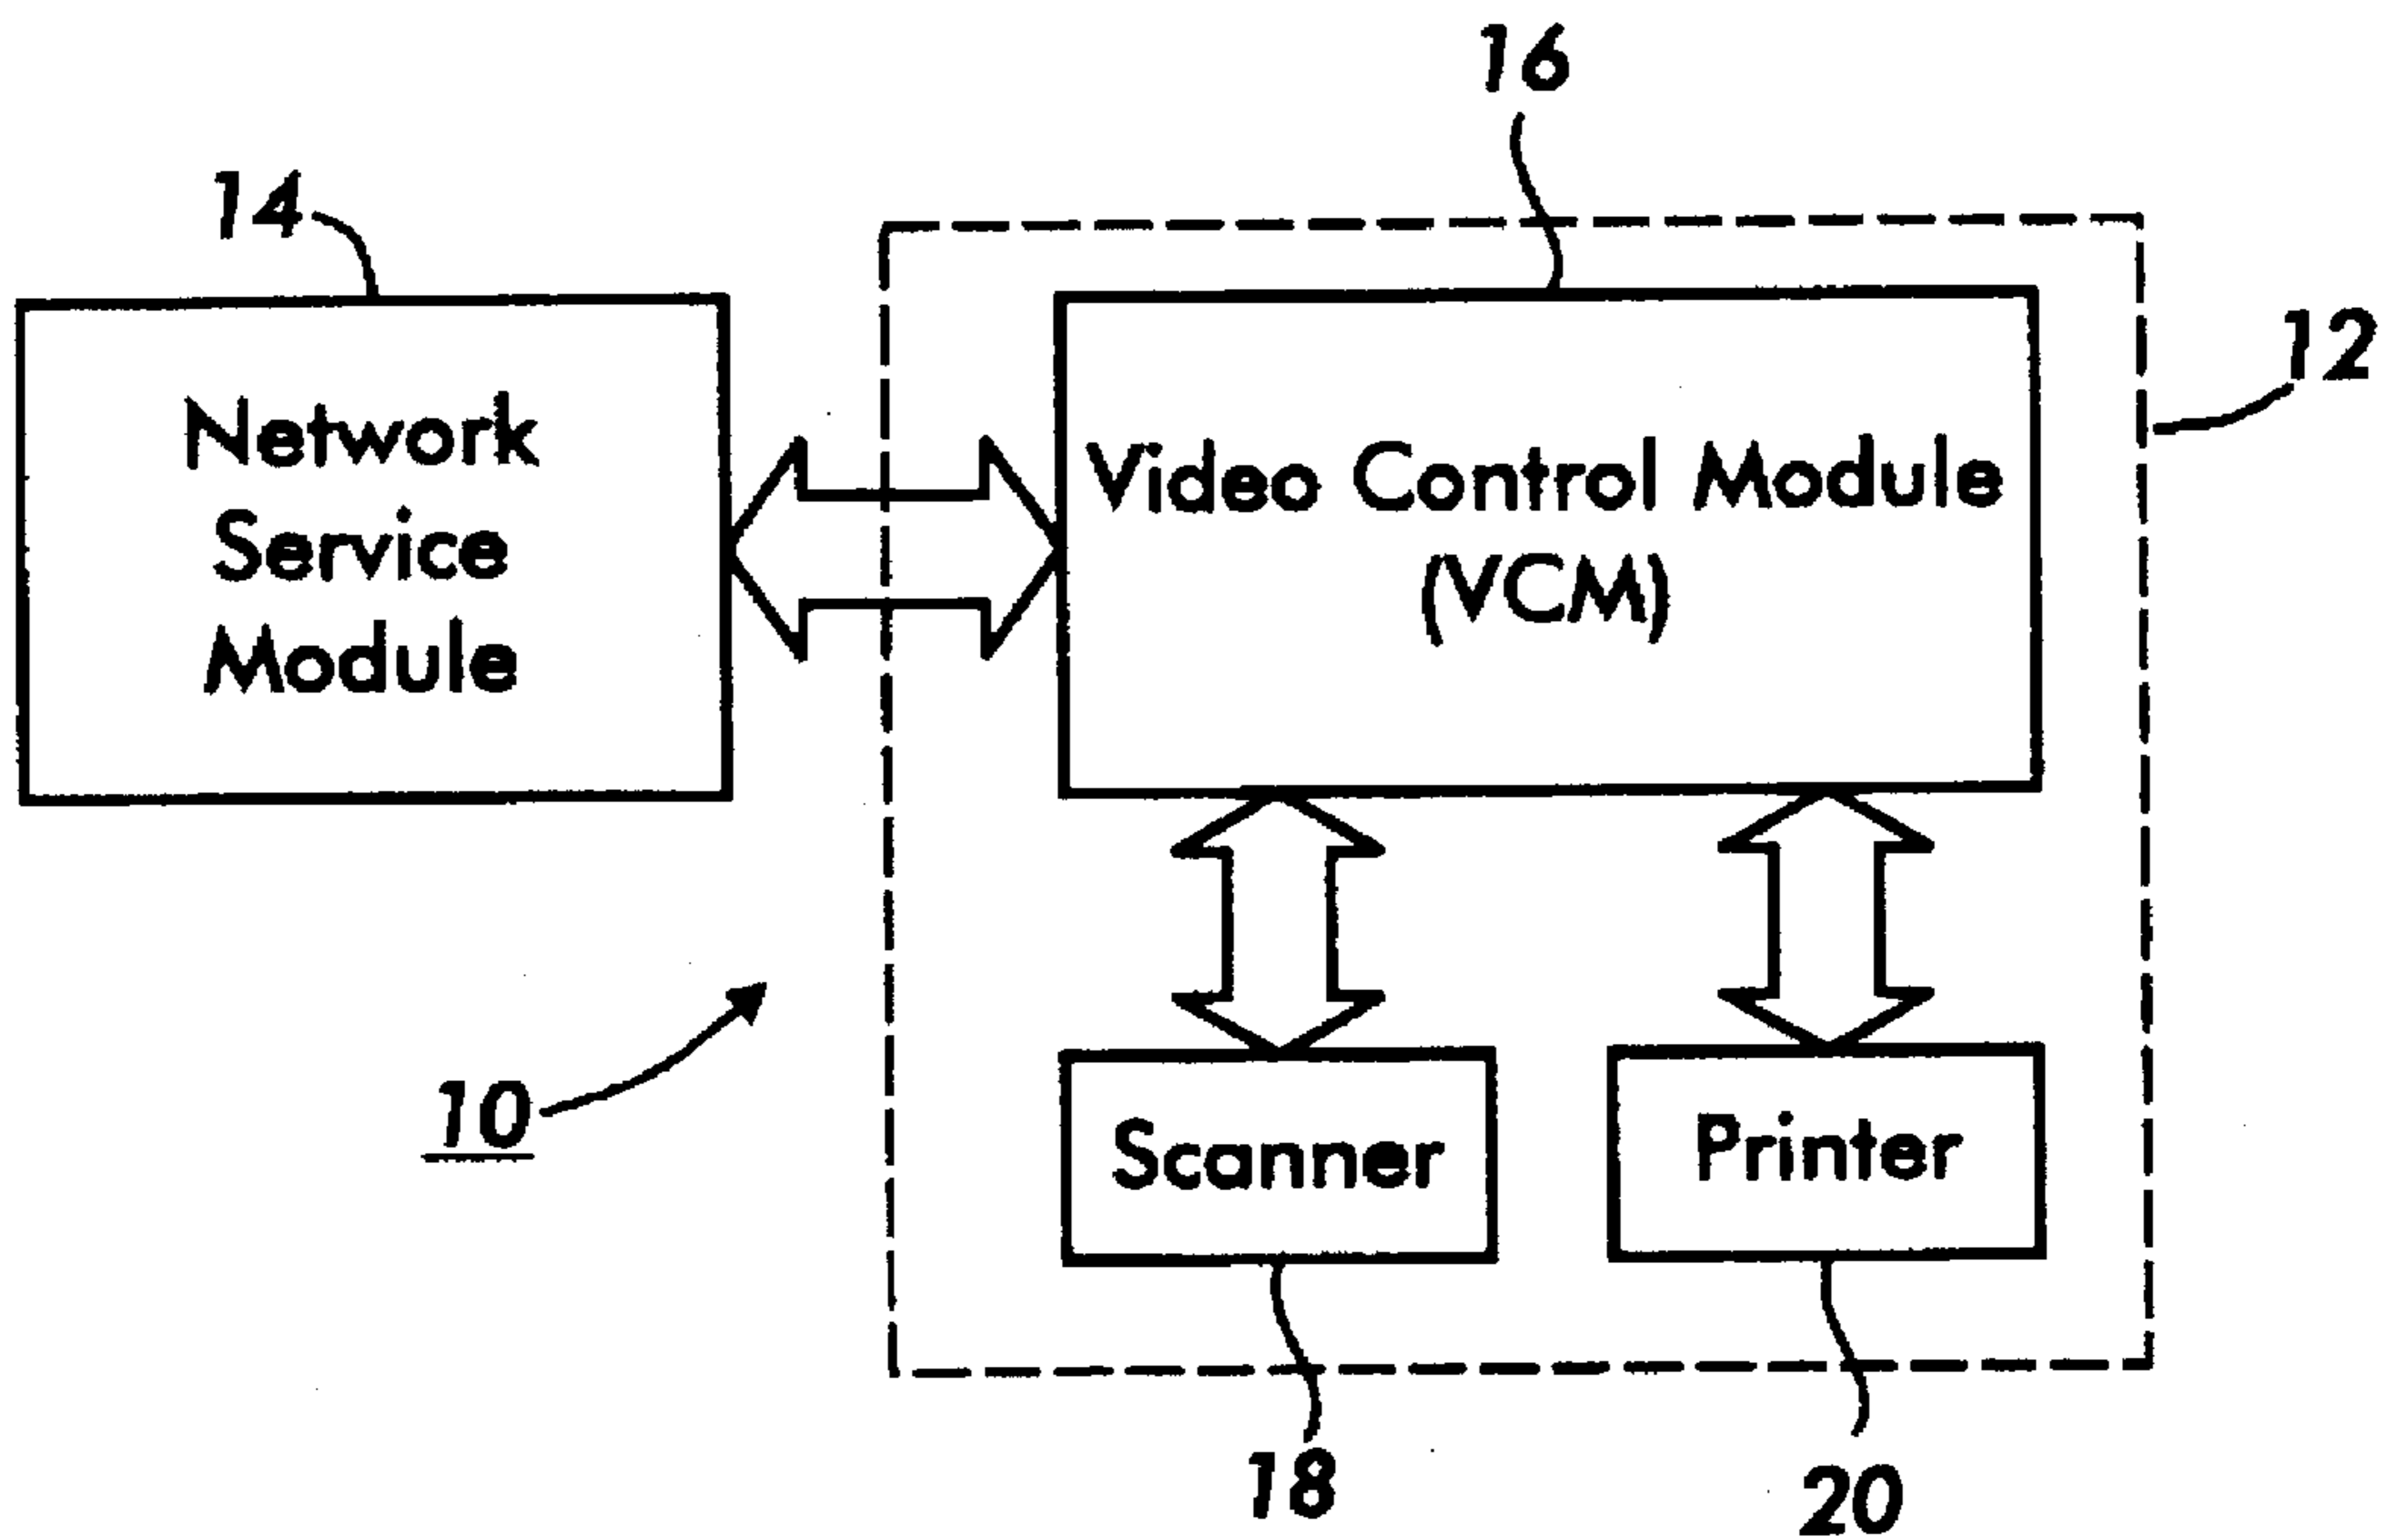 16
14
12
Network
Service
Module
Video Control Module
(VCM)
10
Scanner
Printer
18
20